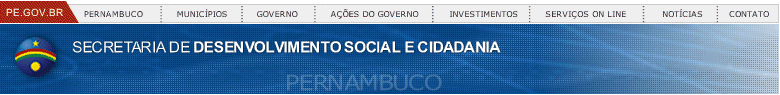 PE.GOV.BR PERNAMBUCO MUNICÍPIOS GOVERNO AÇÕES DO GOVERNO INVESTIMENTOS SERVIÇOS ON LINE NOTÍCIAS CONTATO
SECRETARIA DE DESENVOLVIMENTO SOCIAL E CIDADANIA
PERNAMBUCO